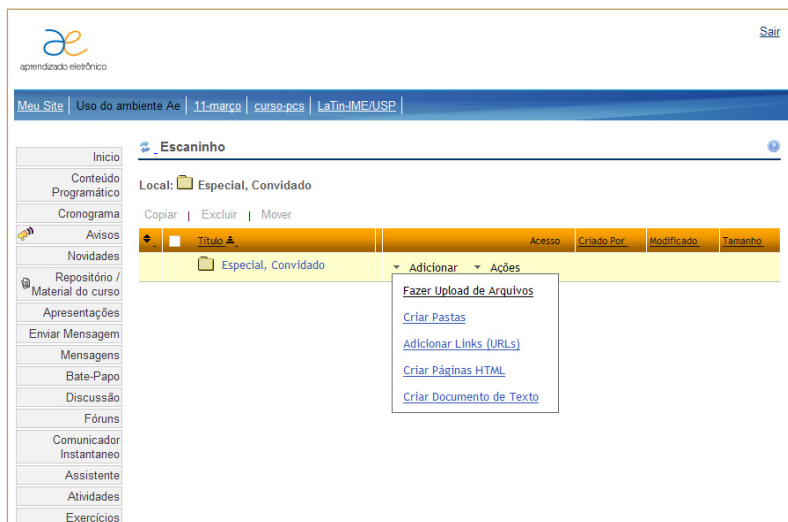 Sair
ae
aprendizado eletrônico
Meu Site | Uso do ambiente Ae | 11-março | curso-pcs | LaTin-IME/USP |
Escaninho
Local: Especial, Convidado
Copiar | Excluir | Mover
Título Acesso Criado Por Modificado Tamanho
Especial, Convidado Adicionar Ações
Fazer Upload de Arquivos
Criar Pastas
Adicionar Links (URLs)
Criar Páginas HTML
Criar Documento de Texto
Inicio
Conteúdo
Programático
Cronograma
Avisos
Novidades
Repositório /
Material do curso
Apresentações
Enviar Mensagem
Mensagens
Bate-Papo
Discussão
Fóruns
Comunicador
Instantaneo
Assistente
Atividades
Exercícios